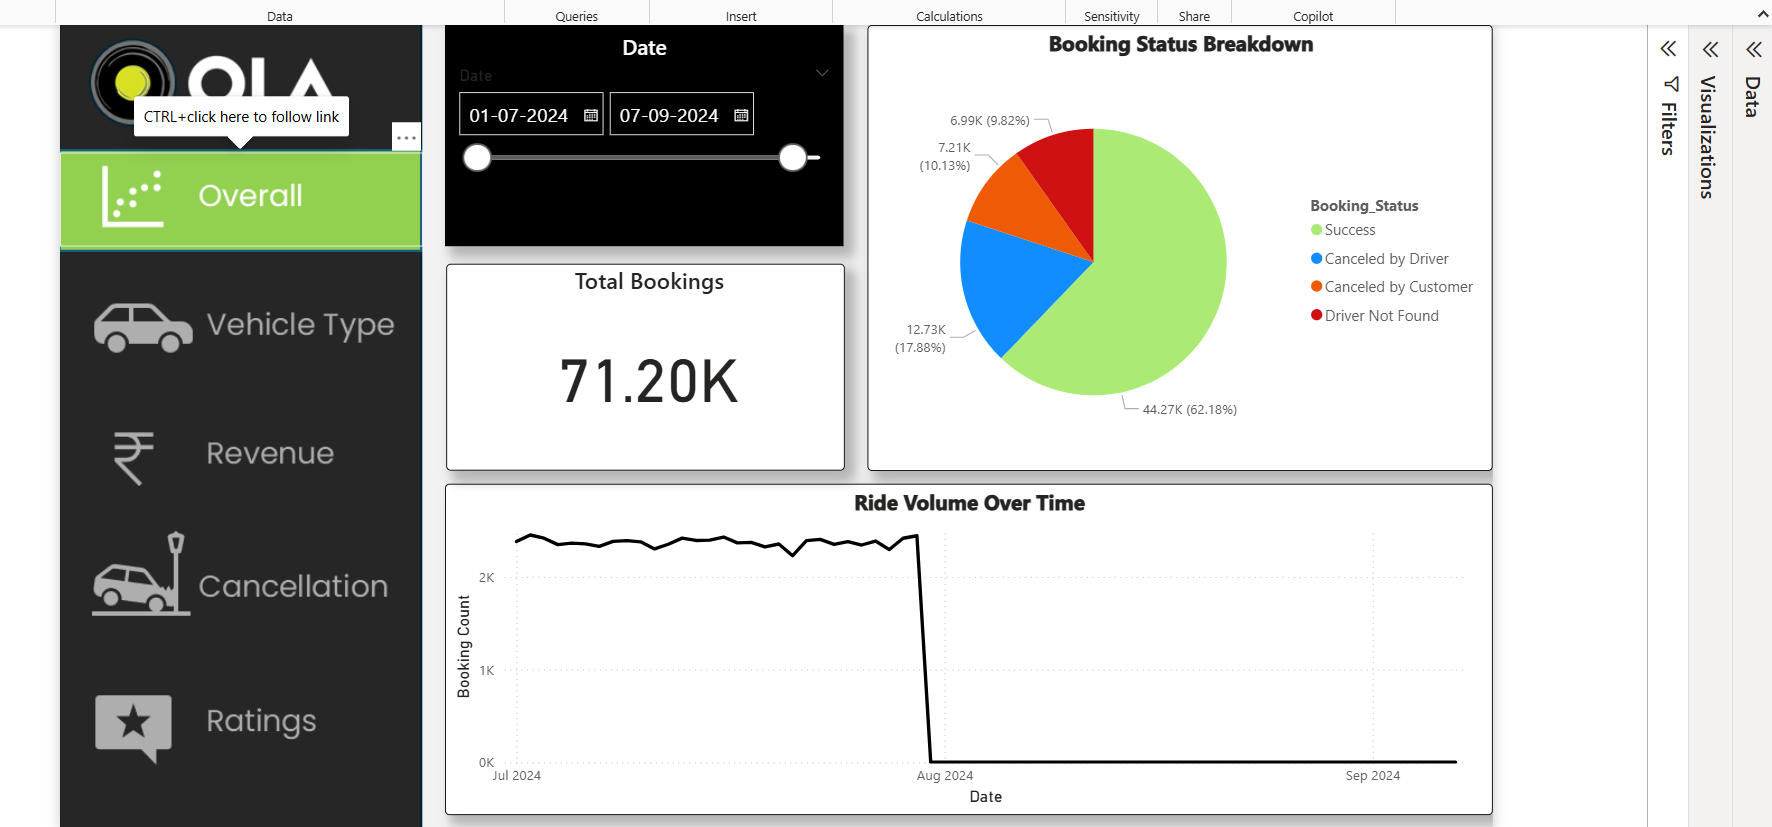 Data
Queries
Insert
Calculations
Sensitivity
Share
Copilot
OLA
CTRL+click here to follow link
Overall
Vehicle Type
Revenue
Cancellation
Ratings
Date
Date
01-07-2024
07-09-2024
Total Bookings
71.20K
Booking Status Breakdown
6.99K (9.82%)
7.21K
(10.13%)
12.73K
(17.88%)
44.27K (62.18%)
Booking_Status
Success
Canceled by Driver
Canceled by Customer
Driver Not Found
Ride Volume Over Time
Booking Count
2K
1K
0K
Jul 2024
Aug 2024
Sep 2024
Date
Filters
Visualizations
Data